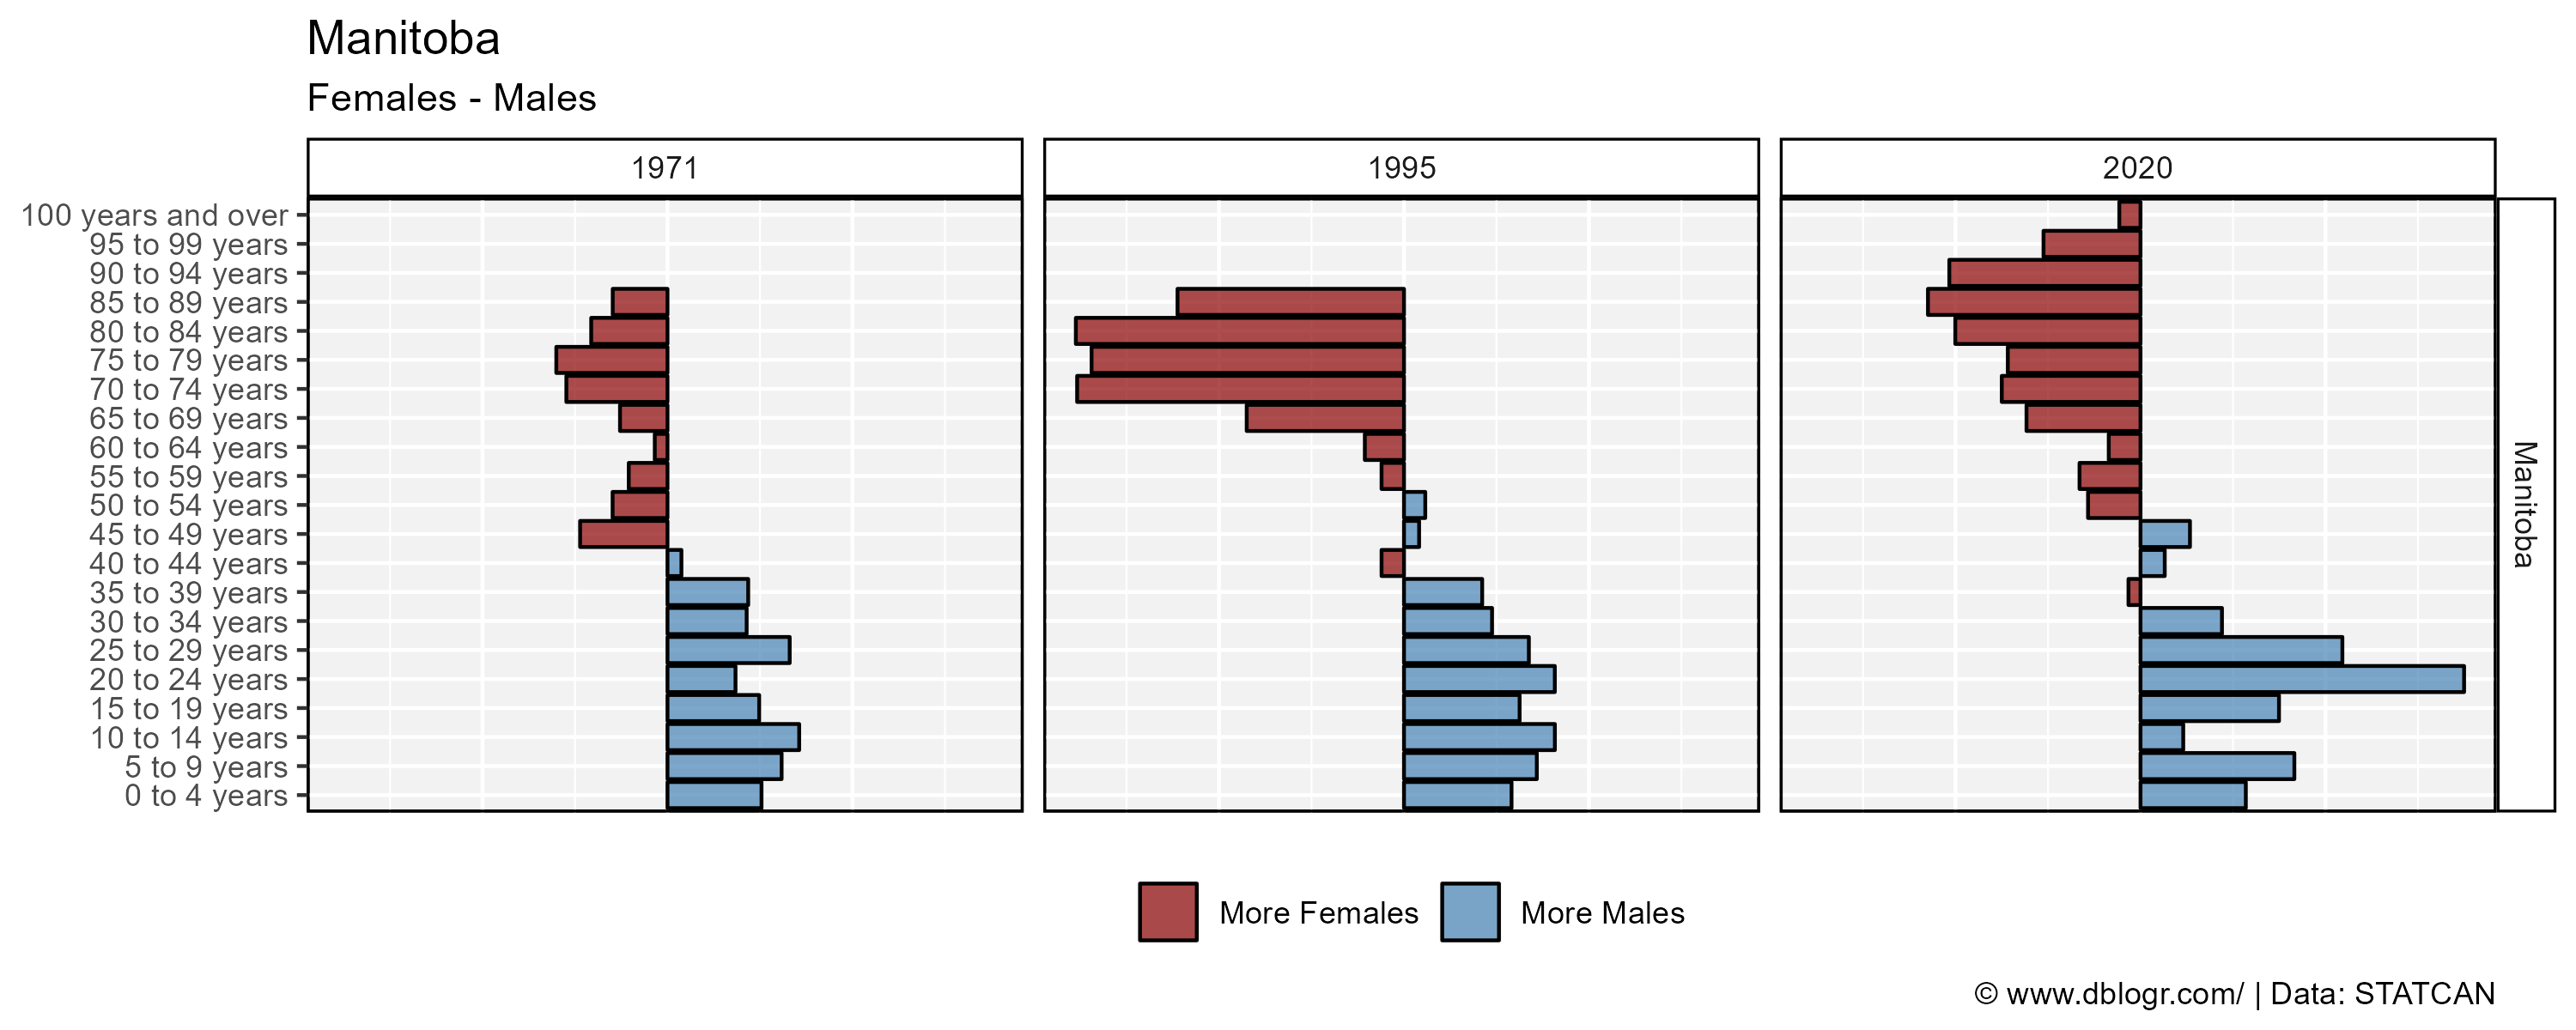 Manitoba
Females - Males
1971
1995
2020
100 years and over
95 to 99 years
90 to 94 years
85 to 89 years
80 to 84 years
75 to 79 years
70 to 74 years
65 to 69 years
60 to 64 years
55 to 59 years
50 to 54 years
45 to 49 years
40 to 44 years
35 to 39 years
30 to 34 years
25 to 29 years
20 to 24 years
15 to 19 years
10 to 14 years
5 to 9 years
0 to 4 years
Manitoba
More Females
More Males
© www.dblogr.com/ | Data: STATCAN